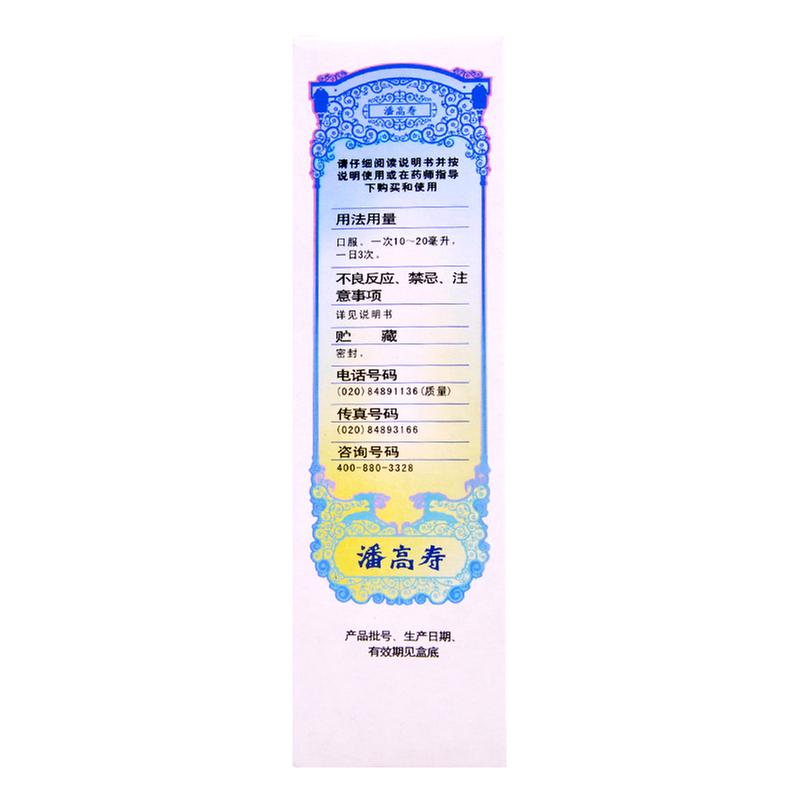 潘高寿
请仔细阅读说明书并按
说明使用或在药师指导
下购买和使用
用法用量
口服。一次10～20毫升，
一日3次。
不良反应、禁忌、注
意事项
详见说明书
贮 藏
密封。
电话号码
(020)84891136(质量)
传真号码
(020)84893166
咨询号码
400-880-3328
潘高寿
产品批号、生产日期、
有效期见盒底